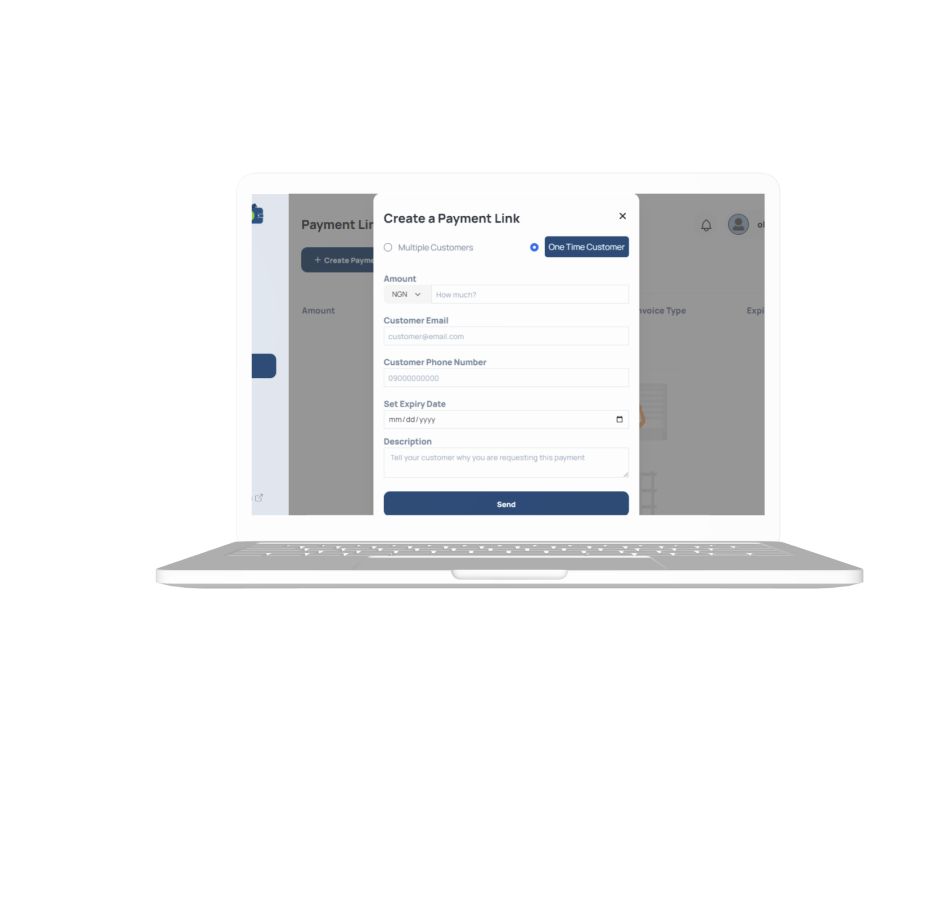 Payment Lin
Create a Payment Link
Multiple Customers
One Time Customer
+ Create Payme
Amount
NGN
How much?
Amount
nvoice Type
Expi
Customer Email
customer@email.com
Customer Phone Number
09000000000
Set Expiry Date
mm/dd/yyyy
Description
Tell your customer why you are requesting this payment
Send